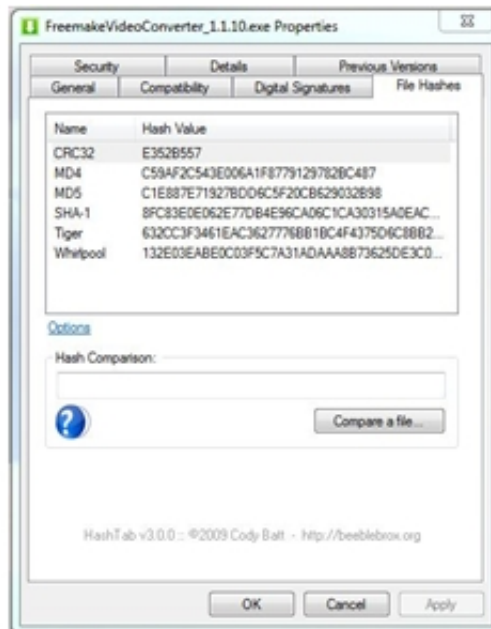 FreemakeVideoConverter_1.1.10.exe Properties
Security Details Previous Versions
General Compatibility Digital Signatures File Hashes
Name Hash Value
CRC32 E352B557
MD4 C59AF2C543E006A1F8779129782BC487
MD5 C1E887E71927BDD6C5F20CB629032B98
SHA-1 8FC83E0E062E77DB4E96CA06C1CA30315A0EAC...
Tiger 632CC3F3461EAC3627776BB1BC4F4375D6C8BB2...
Whirlpool 132E03EABE0C03F5C7A31ADAAA8B73625DE3C0...
Options
Hash Comparison:
Compare a file...
HashTab v3.0.0 :: ©2009 Cody Batt - http://beeblebrox.org
OK Cancel Apply